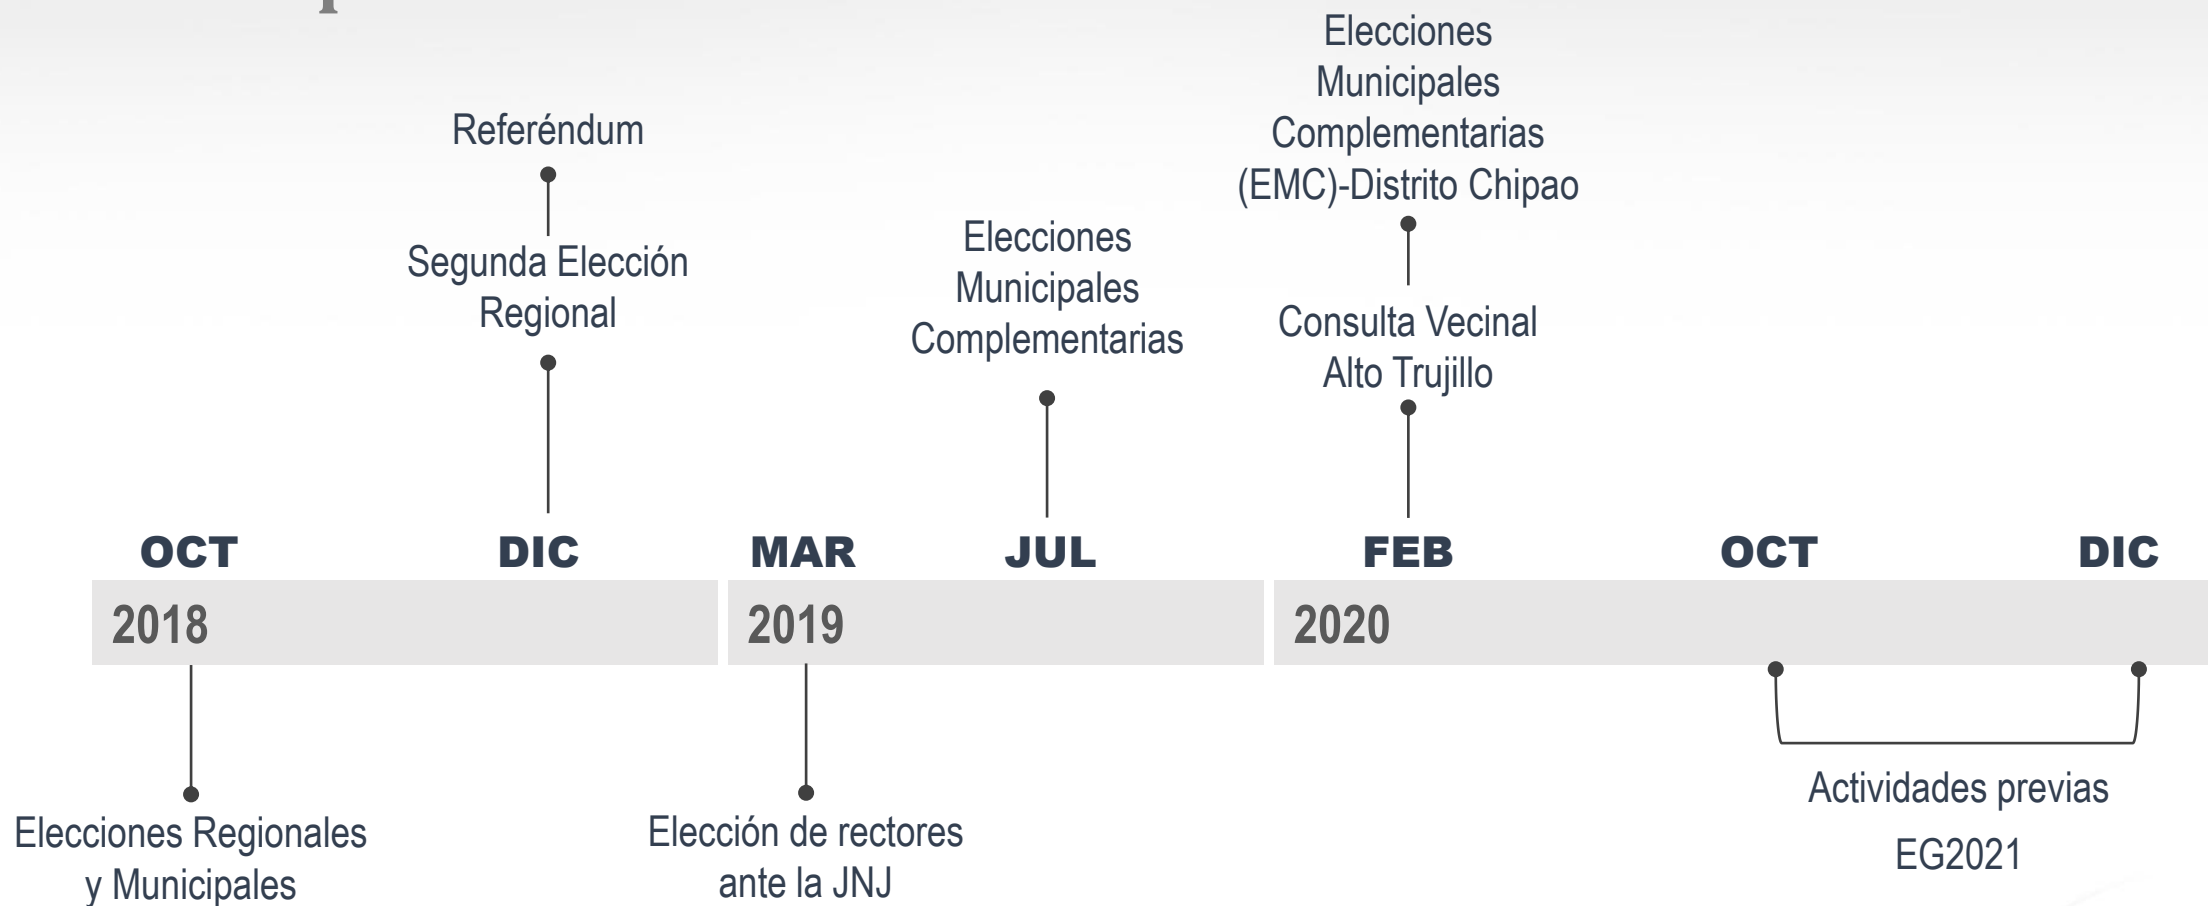 Elecciones
Municipales
Complementarias
(EMC)-Distrito Chipao
Referéndum
Segunda Elección
Regional
Elecciones
Municipales
Complementarias
Consulta Vecinal
Alto Trujillo
OCT
DIC
MAR
JUL
FEB
OCT
DIC
2018
2019
2020
Elecciones Regionales
y Municipales
Elección de rectores
ante la JNJ
Actividades previas
EG2021